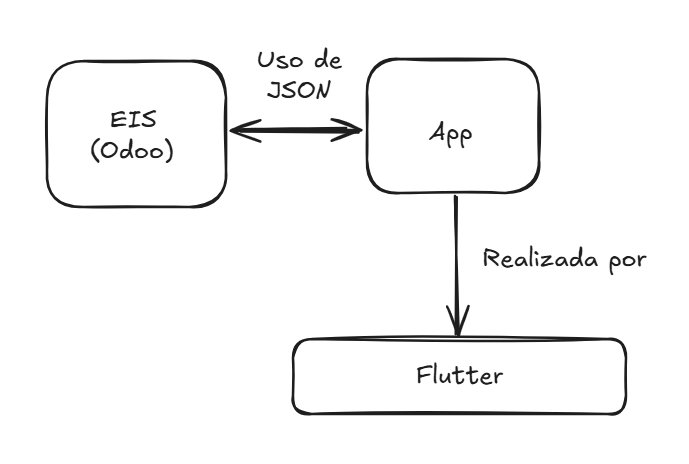 Uso de
JSON
EIS
(Odoo)
App
Realizada por
Flutter